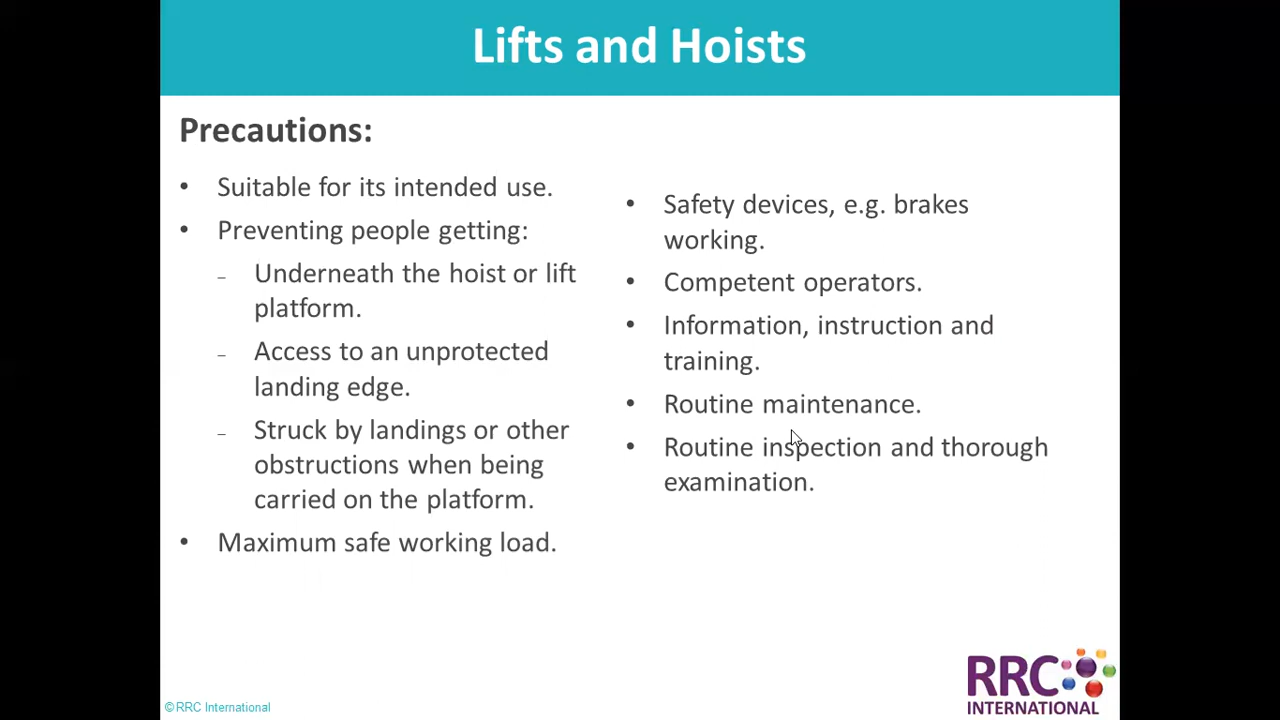 Lifts and Hoists
Precautions:
• Suitable for its intended use.
• Preventing people getting:
– Underneath the hoist or lift
platform.
– Access to an unprotected
landing edge.
– Struck by landings or other
obstructions when being
carried on the platform.
• Maximum safe working load.
• Safety devices, e.g. brakes
working.
• Competent operators.
• Information, instruction and
training.
• Routine maintenance.
• Routine inspection and thorough
examination.
© RRC International
RRC
INTERNATIONAL